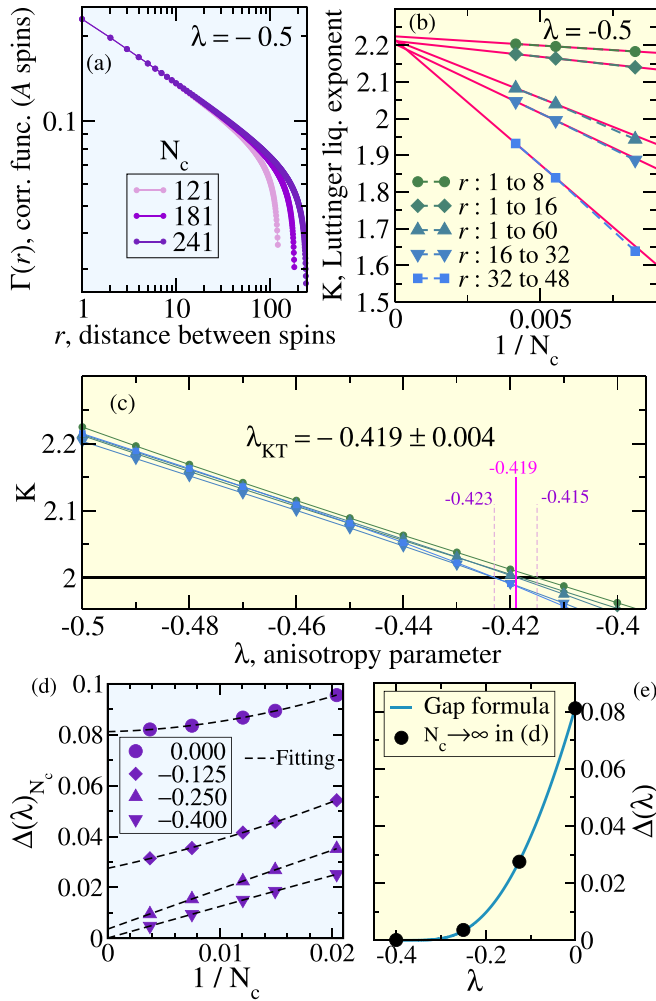 Γ(r), corr. func. (A spins)
0.1
(a)
λ = − 0.5
N_c
121
181
241
1
10
100
r, distance between spins
K, Luttinger liq. exponent
2.2
2.1
2
1.9
1.8
1.7
1.6
1.5
(b)
λ = -0.5
r : 1 to 8
r : 1 to 16
r : 1 to 60
r : 16 to 32
r : 32 to 48
0
0.005
1 / N_c
(c)
λ_KT = − 0.419 ± 0.004
-0.419
-0.423
-0.415
K
2.2
2.1
2
-0.5
-0.48
-0.46
-0.44
-0.42
-0.4
λ, anisotropy parameter
(d)
Δ(λ)_{N_c}
0.1
0.08
0.06
0.04
0.02
0
0.000
−0.125
−0.250
−0.400
Fitting
0
0.01
0.02
1 / N_c
(e)
Gap formula
N_c→∞ in (d)
0.08
0.06
0.04
0.02
0
Δ(λ)
-0.4
-0.2
0
λ